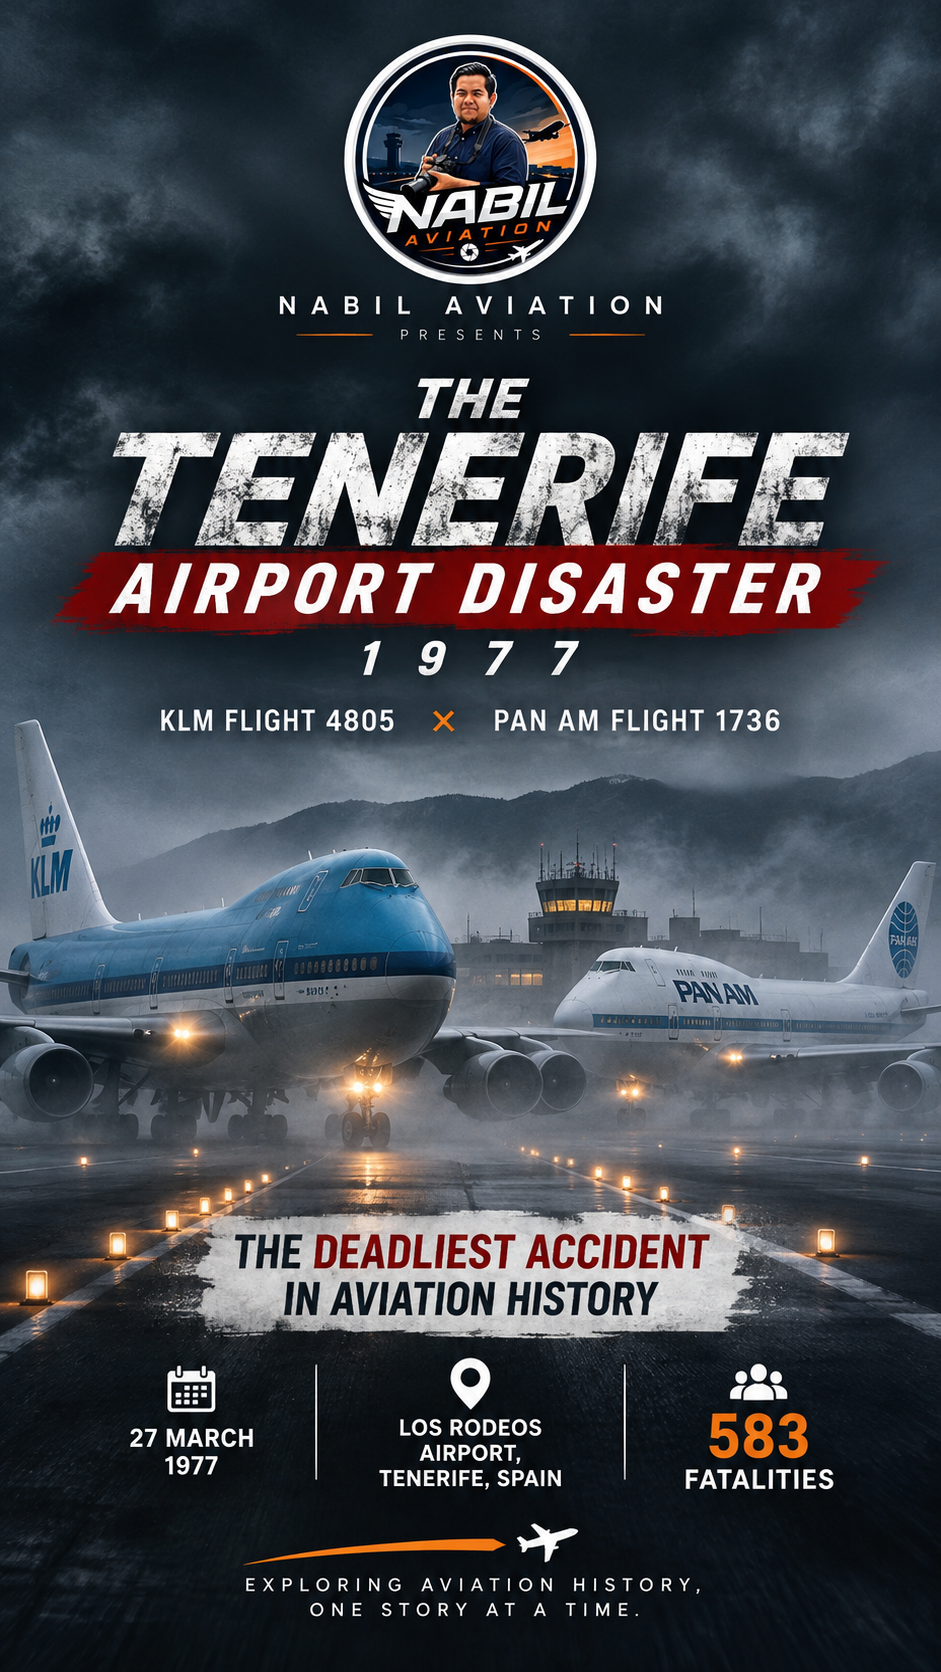 NABIL
AVIATION
NABIL AVIATION
PRESENTS
THE
TENERIFE
AIRPORT DISASTER
1977
KLM FLIGHT 4805 × PAN AM FLIGHT 1736
KLM
PAN AM
PAN AM
THE DEADLIEST ACCIDENT
IN AVIATION HISTORY
27 MARCH
1977
LOS RODEOS
AIRPORT,
TENERIFE, SPAIN
583
FATALITIES
EXPLORING AVIATION HISTORY,
ONE STORY AT A TIME.